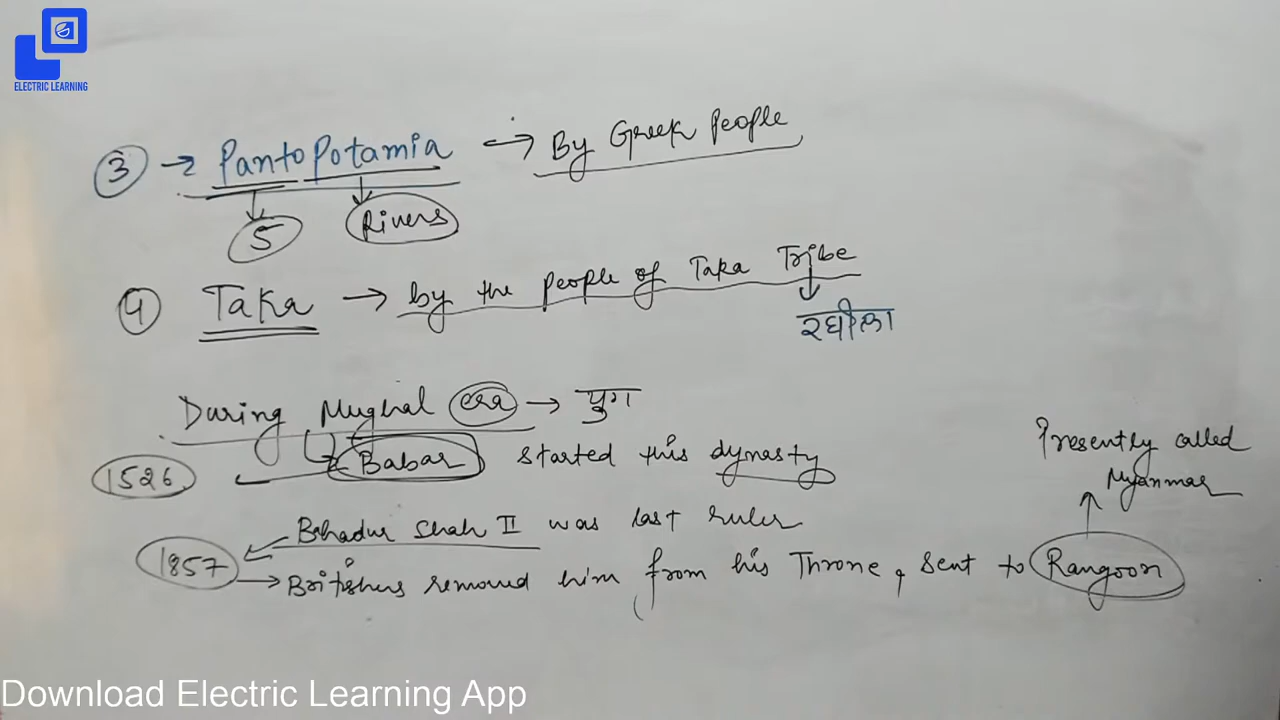 ELECTRIC LEARNING
③ → PantoPotamia → By Greek People
5 Rivers
④ Taka → by the people of Taka Tribe
During Mughal era → युग
1526 Babar started this dynasty
Presently called
Myanmar
Bahadur Shah II was last ruler
1857 → Britishers removed him from his Throne, sent to Rangoon
Download Electric Learning App